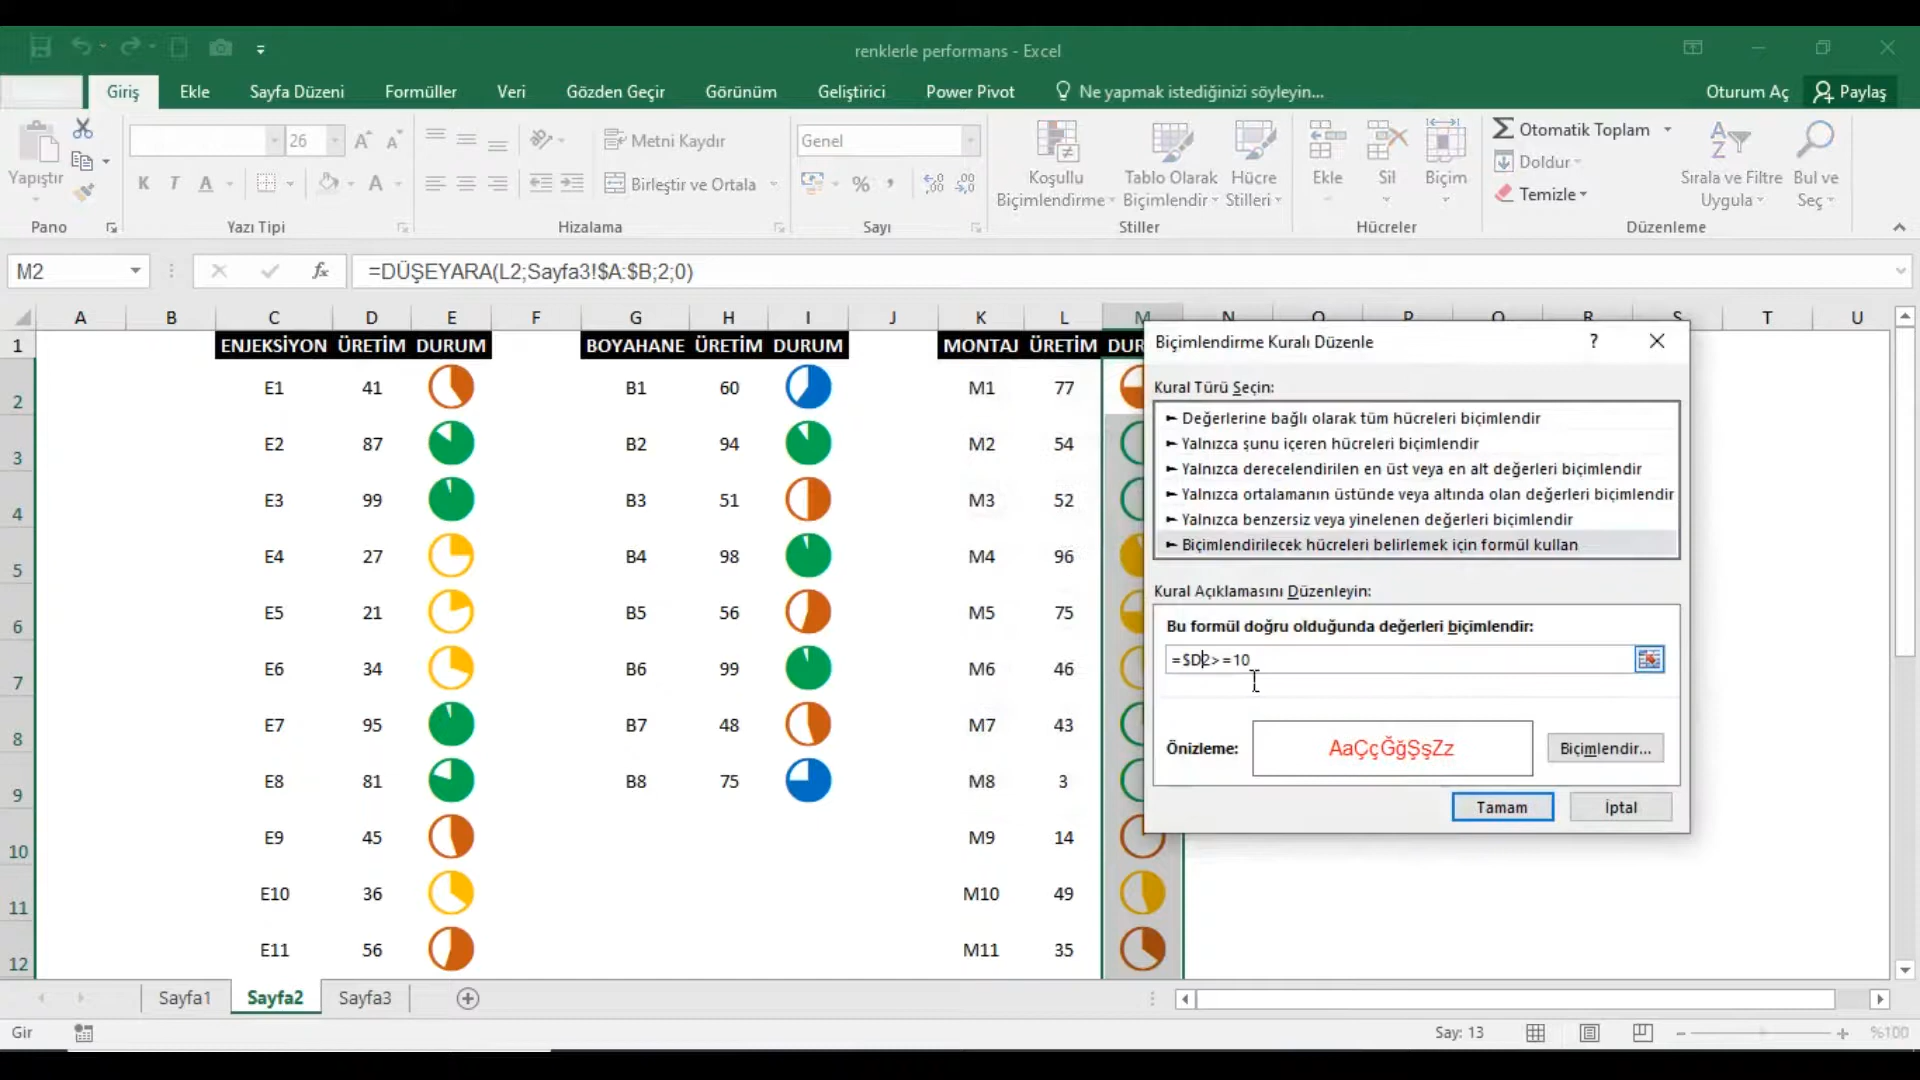 renklerle performans - Excel
Giriş Ekle Sayfa Düzeni Formüller Veri Gözden Geçir Görünüm Geliştirici Power Pivot Ne yapmak istediğinizi söyleyin... Oturum Aç Paylaş
26 Metni Kaydır Genel Otomatik Toplam
Yapıştır K T A A Birleştir ve Ortala % Koşullu Biçimlendirme Tablo Olarak Biçimlendir Hücre Stilleri Ekle Sil Biçim Doldur Temizle Sırala ve Filtre Uygula Bul ve Seç
Pano Yazı Tipi Hizalama Sayı Stiller Hücreler Düzenleme
M2 fx =DÜŞEYARA(L2;Sayfa3!$A:$B;2;0)
A B C D E F G H I J K L M N O P Q R S T U
1 ENJEKSİYON ÜRETİM DURUM BOYAHANE ÜRETİM DURUM MONTAJ ÜRETİM DUR
2 E1 41 B1 60 M1 77
3 E2 87 B2 94 M2 54
4 E3 99 B3 51 M3 52
5 E4 27 B4 98 M4 96
6 E5 21 B5 56 M5 75
7 E6 34 B6 99 M6 46
8 E7 95 B7 48 M7 43
9 E8 81 B8 75 M8 3
10 E9 45 M9 14
11 E10 36 M10 49
12 E11 56 M11 35
Biçimlendirme Kuralı Düzenle ?
Kural Türü Seçin:
► Değerlerine bağlı olarak tüm hücreleri biçimlendir
► Yalnızca şunu içeren hücreleri biçimlendir
► Yalnızca derecelendirilen en üst veya en alt değerleri biçimlendir
► Yalnızca ortalamanın üstünde veya altında olan değerleri biçimlendir
► Yalnızca benzersiz veya yinelenen değerleri biçimlendir
► Biçimlendirilecek hücreleri belirlemek için formül kullan
Kural Açıklamasını Düzenleyin:
Bu formül doğru olduğunda değerleri biçimlendir:
=$D2>=10
Önizleme: AaÇçĞğŞşZz Biçimlendir...
Tamam İptal
Sayfa1 Sayfa2 Sayfa3
Gir Say: 13 %100